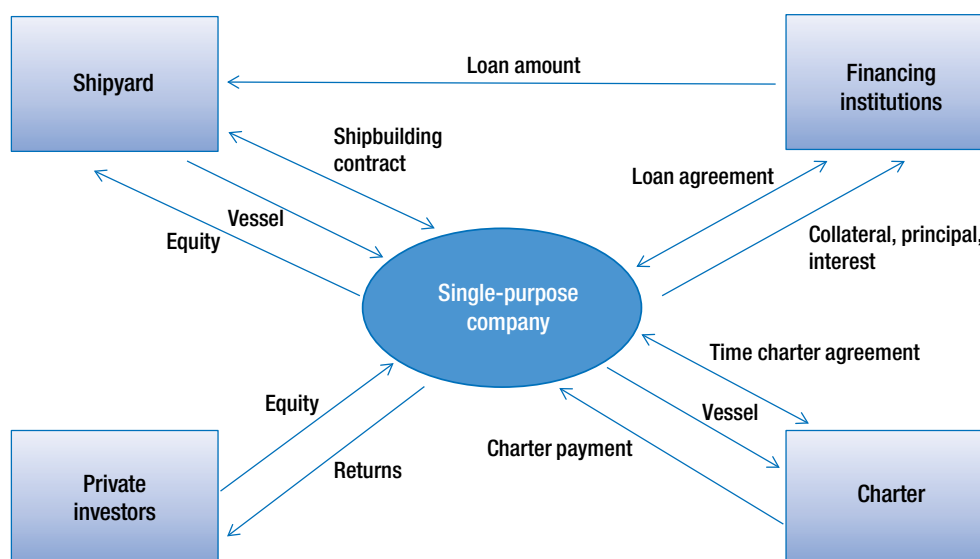 Shipyard
Loan amount
Financing
institutions
Shipbuilding
contract
Loan agreement
Vessel
Equity
Collateral, principal,
interest
Single-purpose
company
Time charter agreement
Equity
Vessel
Charter payment
Returns
Private
investors
Charter